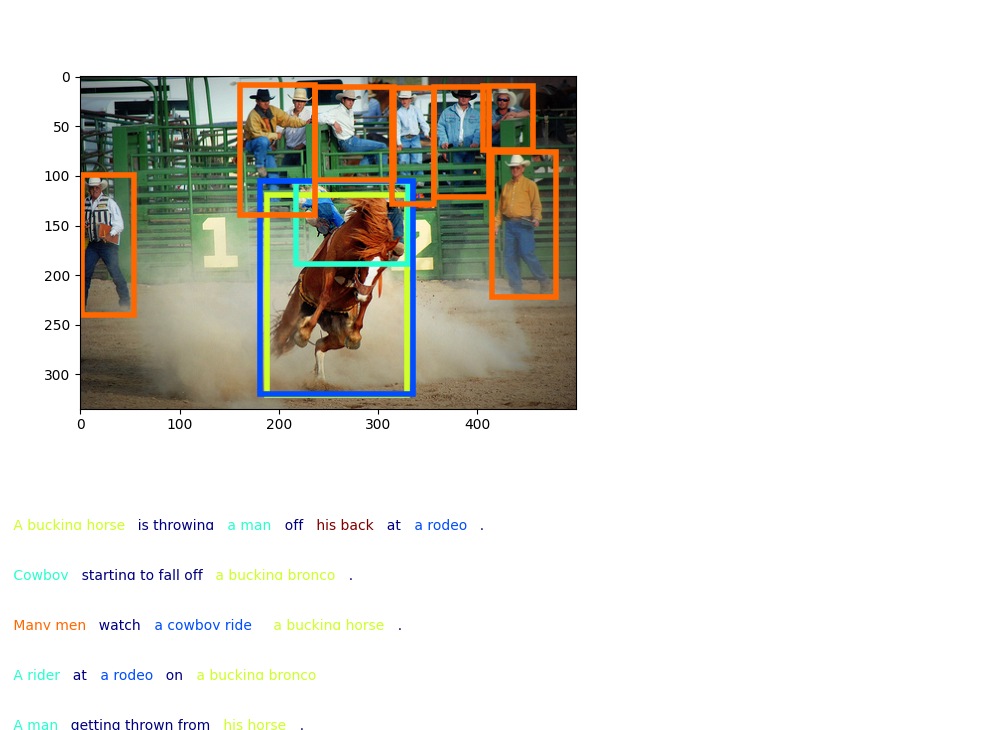 0
50
100
150
200
250
300
1 2
0 100 200 300 400
A bucking horse is throwing a man off his back at a rodeo .
Cowboy starting to fall off a bucking bronco .
Many men watch a cowboy ride a bucking horse .
A rider at a rodeo on a bucking bronco
A man getting thrown from his horse .